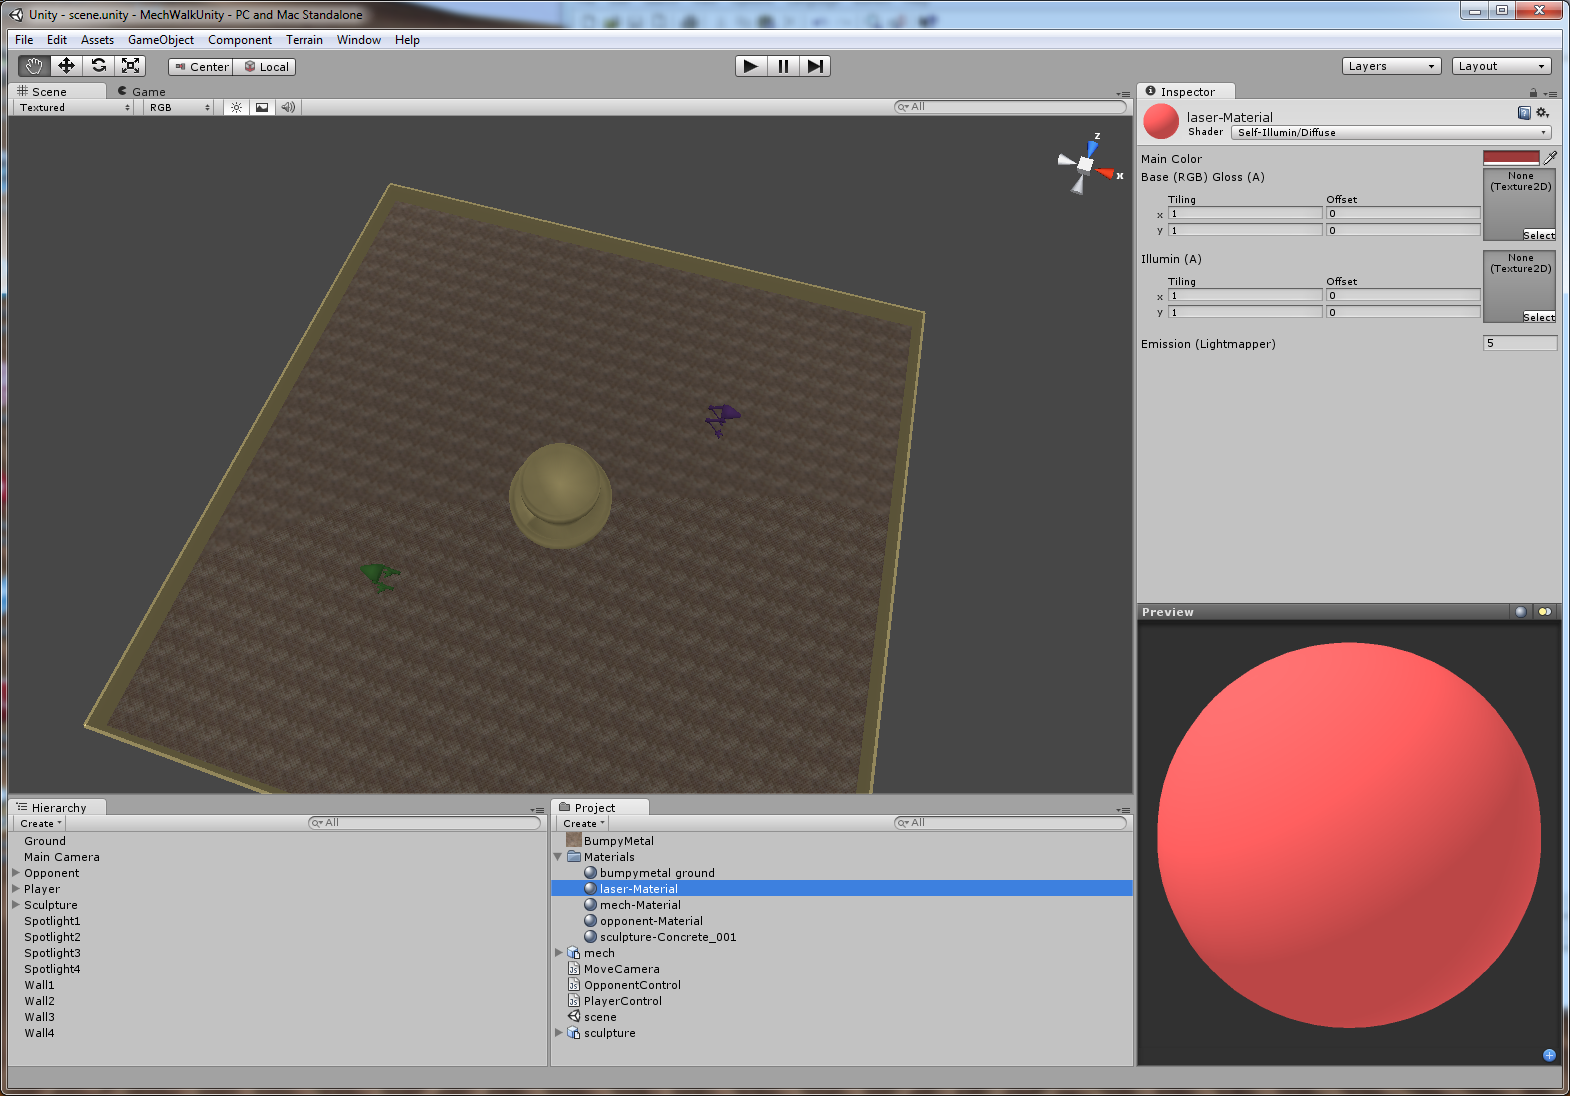 Unity - scene.unity - MechWalkUnity - PC and Mac Standalone
File Edit Assets GameObject Component Terrain Window Help
Center Local
Layers Layout
Scene Game
Textured RGB All
z
x
Inspector
laser-Material
Shader Self-Illumin/Diffuse
Main Color
Base (RGB) Gloss (A)
None
(Texture2D)
Tiling Offset
x 1 0
y 1 0
Select
Illumin (A)
None
(Texture2D)
Tiling Offset
x 1 0
y 1 0
Select
Emission (Lightmapper) 5
Preview
Hierarchy
Create All
Ground
Main Camera
Opponent
Player
Sculpture
Spotlight1
Spotlight2
Spotlight3
Spotlight4
Wall1
Wall2
Wall3
Wall4
Project
Create All
BumpyMetal
Materials
bumpymetal ground
laser-Material
mech-Material
opponent-Material
sculpture-Concrete_001
mech
MoveCamera
OpponentControl
PlayerControl
scene
sculpture